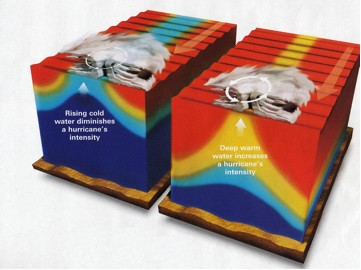 Rising cold
water diminishes
a hurricane's
intensity
Deep warm
water increases
a hurricane's
intensity